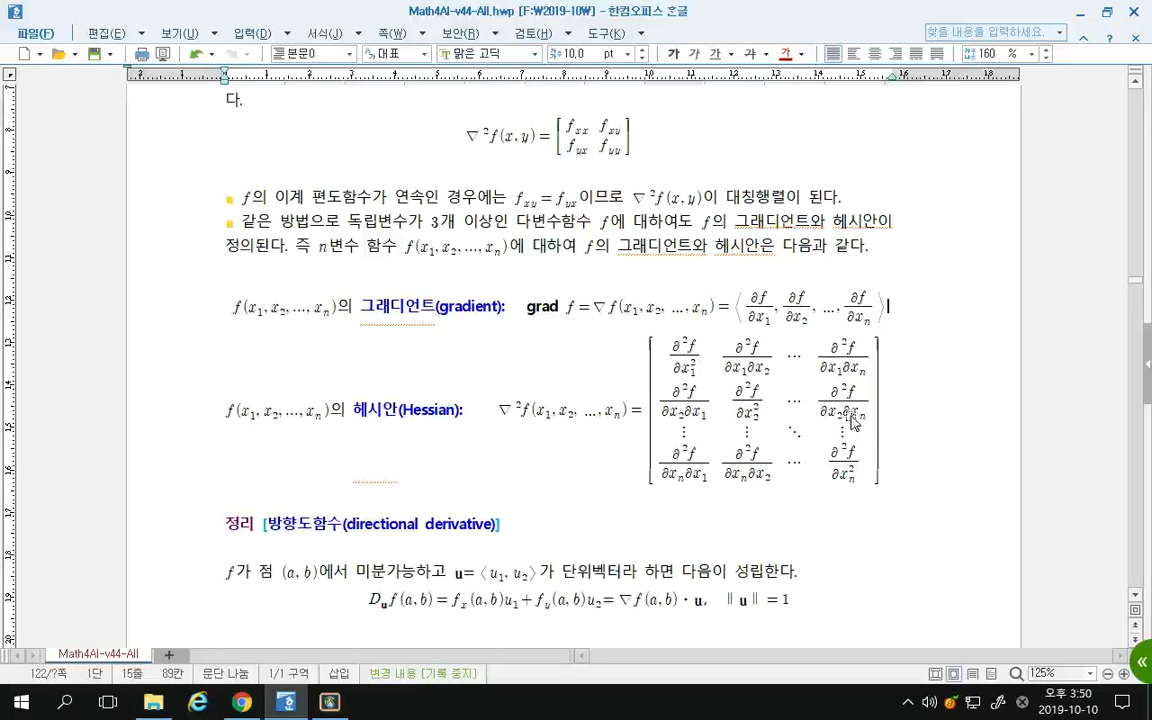 Math4AI-v44-All.hwp [F:₩2019-10₩] - 한컴오피스 한글
파일(F) 편집(E) 보기(U) 입력(D) 서식(J) 쪽(W) 보안(R) 검토(H) 도구(K) 찾을 내용을 입력하세요.
본문0 대표 맑은 고딕 10,0 pt 가 가 가 가 가 160 %
다.
∇²f(x, y) = [f_xx f_xy
f_yx f_yy]
f의 이계 편도함수가 연속인 경우에는 f_xy = f_yx이므로 ∇²f(x, y)이 대칭행렬이 된다.
같은 방법으로 독립변수가 3개 이상인 다변수함수 f에 대하여도 f의 그래디언트와 헤시안이
정의된다. 즉 n변수 함수 f(x₁, x₂, ..., xₙ)에 대하여 f의 그래디언트와 헤시안은 다음과 같다.
f(x₁, x₂, ..., xₙ)의 그래디언트(gradient): grad f = ∇f(x₁, x₂, ..., xₙ) = ⟨∂f/∂x₁, ∂f/∂x₂, ..., ∂f/∂xₙ⟩
f(x₁, x₂, ..., xₙ)의 헤시안(Hessian): ∇²f(x₁, x₂, ..., xₙ) =
[∂²f/∂x₁² ∂²f/∂x₁∂x₂ ⋯ ∂²f/∂x₁∂xₙ
∂²f/∂x₂∂x₁ ∂²f/∂x₂² ⋯ ∂²f/∂x₂∂xₙ
⋮ ⋮ ⋱ ⋮
∂²f/∂xₙ∂x₁ ∂²f/∂xₙ∂x₂ ⋯ ∂²f/∂xₙ²]
정리 [방향도함수(directional derivative)]
f가 점 (a, b)에서 미분가능하고 u=⟨u₁, u₂⟩가 단위벡터라 하면 다음이 성립한다.
D_u f(a, b) = f_x(a, b)u₁ + f_y(a, b)u₂ = ∇f(a, b)·u, ‖u‖ = 1
Math4AI-v44-All
122/?쪽 1단 15줄 89칸 문단 나눔 1/1 구역 삽입 변경 내용 [기록 중지] 125%
오후 3:50
2019-10-10